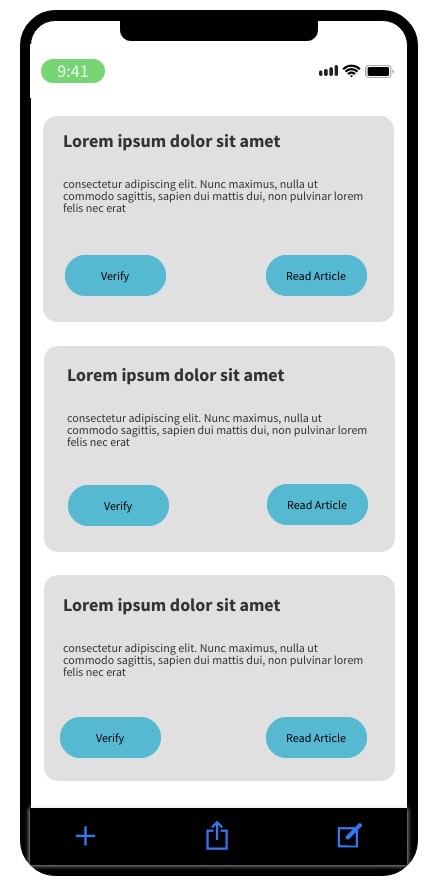 9:41
Lorem ipsum dolor sit amet
consectetur adipiscing elit. Nunc maximus, nulla ut
commodo sagittis, sapien dui mattis dui, non pulvinar lorem
felis nec erat
Verify
Read Article
Lorem ipsum dolor sit amet
consectetur adipiscing elit. Nunc maximus, nulla ut
commodo sagittis, sapien dui mattis dui, non pulvinar lorem
felis nec erat
Verify
Read Article
Lorem ipsum dolor sit amet
consectetur adipiscing elit. Nunc maximus, nulla ut
commodo sagittis, sapien dui mattis dui, non pulvinar lorem
felis nec erat
Verify
Read Article